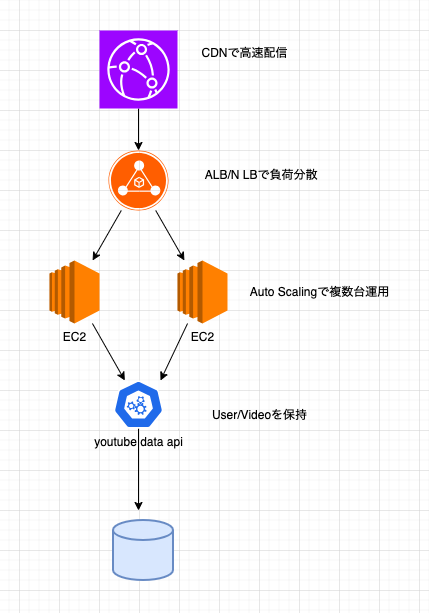 CDNで高速配信
ALB/N LBで負荷分散
Auto Scalingで複数台運用
EC2
EC2
User/Videoを保持
youtube data api